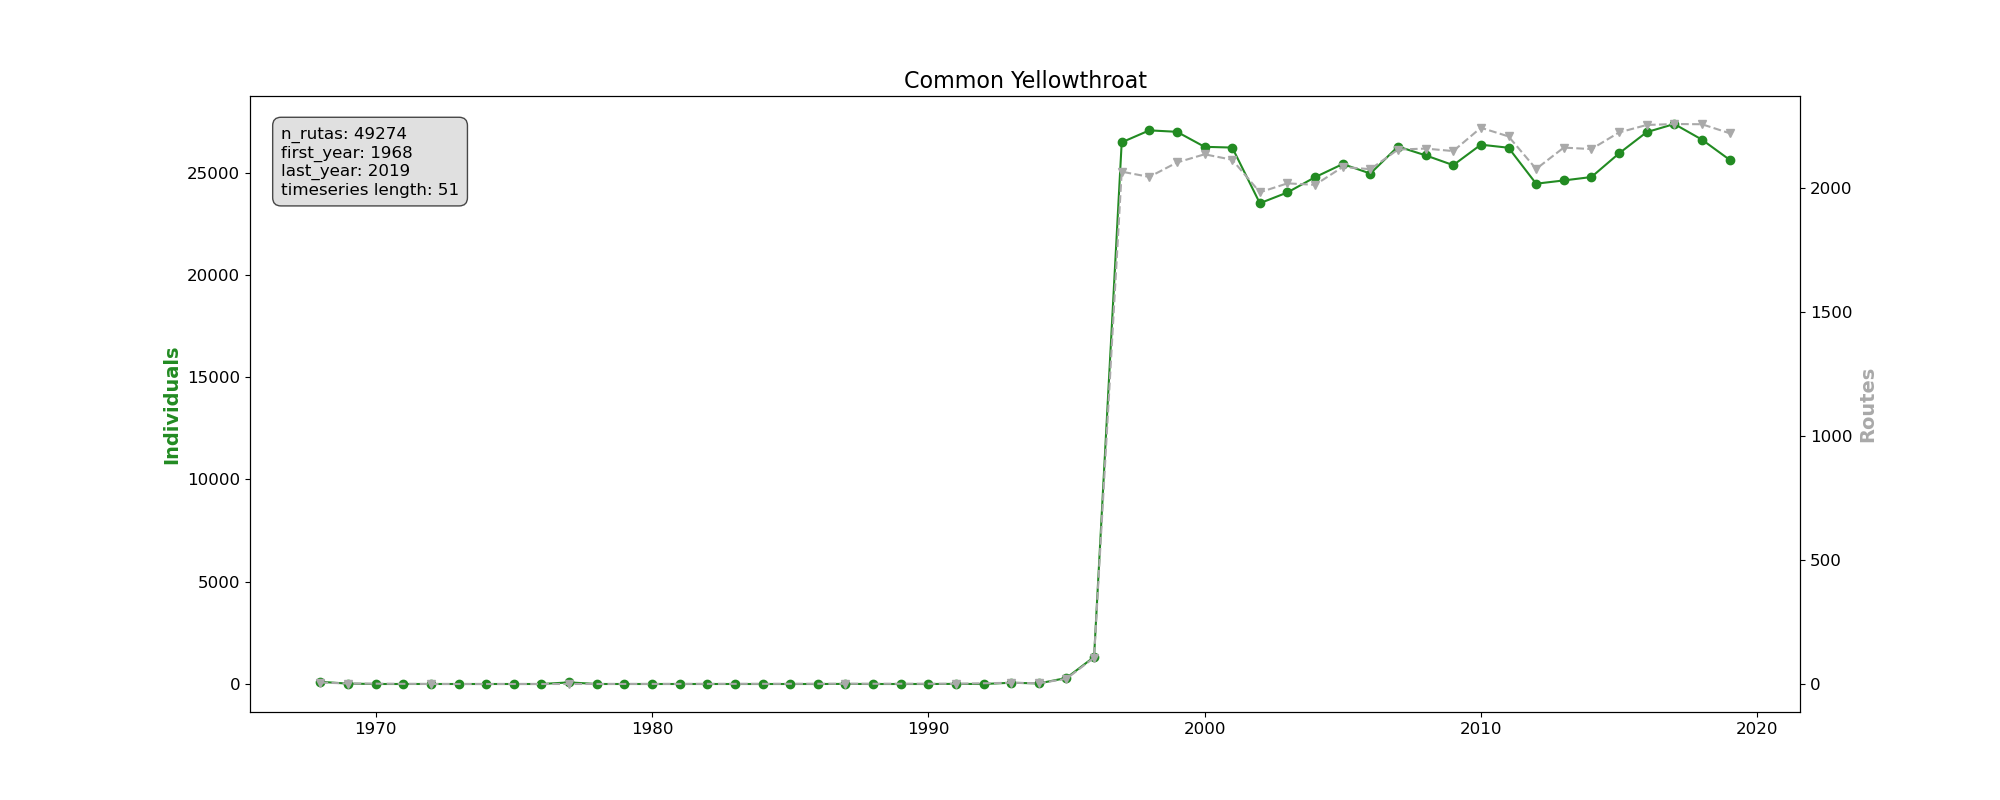 Common Yellowthroat
n_rutas: 49274
first_year: 1968
last_year: 2019
timeseries length: 51
Individuals
25000
20000
15000
10000
5000
0
Routes
2000
1500
1000
500
0
1970 1980 1990 2000 2010 2020